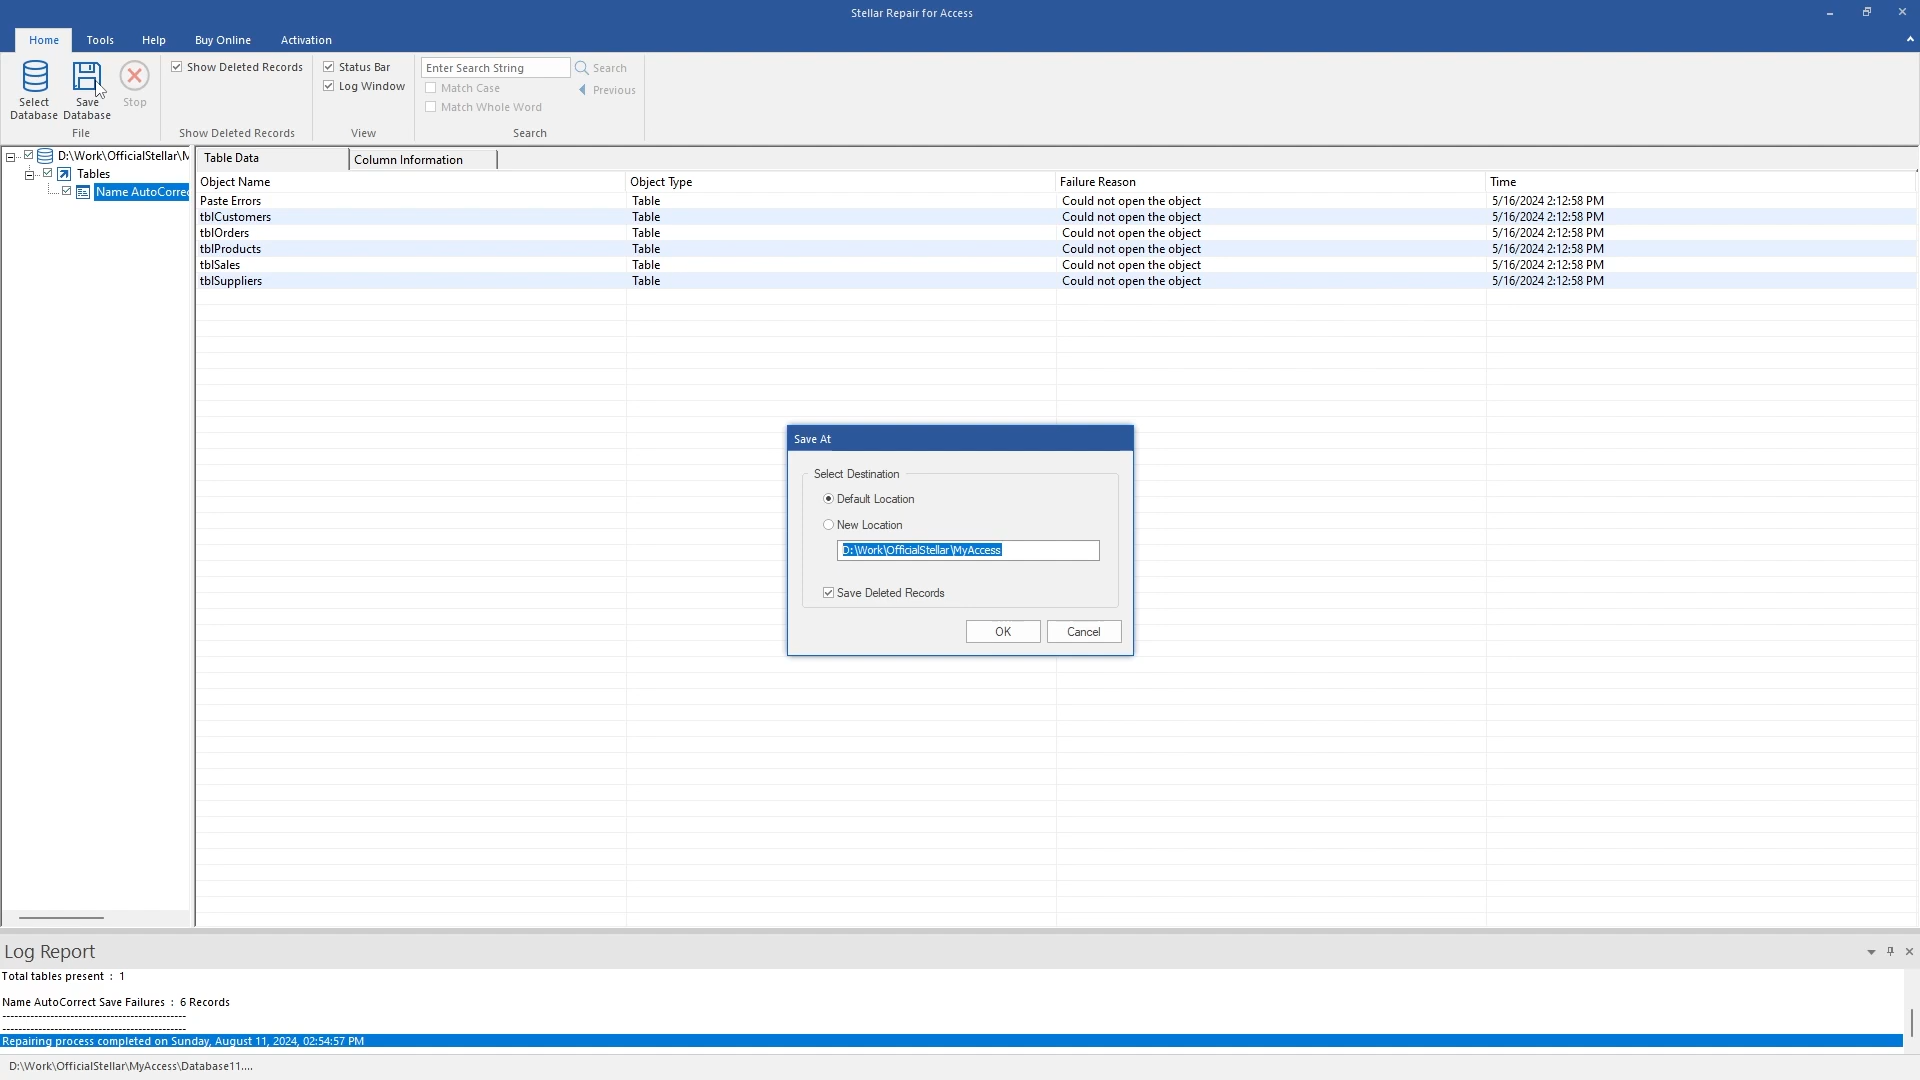 Stellar Repair for Access
Home Tools Help Buy Online Activation
Select Database
Save Database
Stop
File
Show Deleted Records
Show Deleted Records
Status Bar
Log Window
View
Enter Search String
Search
Match Case
Previous
Match Whole Word
Search
D:\Work\OfficialStellar\M
Tables
Name AutoCorrec
Table Data Column Information
Object Name Object Type Failure Reason Time
Paste Errors Table Could not open the object 5/16/2024 2:12:58 PM
tblCustomers Table Could not open the object 5/16/2024 2:12:58 PM
tblOrders Table Could not open the object 5/16/2024 2:12:58 PM
tblProducts Table Could not open the object 5/16/2024 2:12:58 PM
tblSales Table Could not open the object 5/16/2024 2:12:58 PM
tblSuppliers Table Could not open the object 5/16/2024 2:12:58 PM
Save At
Select Destination
Default Location
New Location
D:\Work\OfficialStellar\MyAccess
Save Deleted Records
OK Cancel
Log Report
Total tables present : 1
Name AutoCorrect Save Failures : 6 Records
-----------------------------------------------
-----------------------------------------------
Repairing process completed on Sunday, August 11, 2024, 02:54:57 PM
D:\Work\OfficialStellar\MyAccess\Database11....